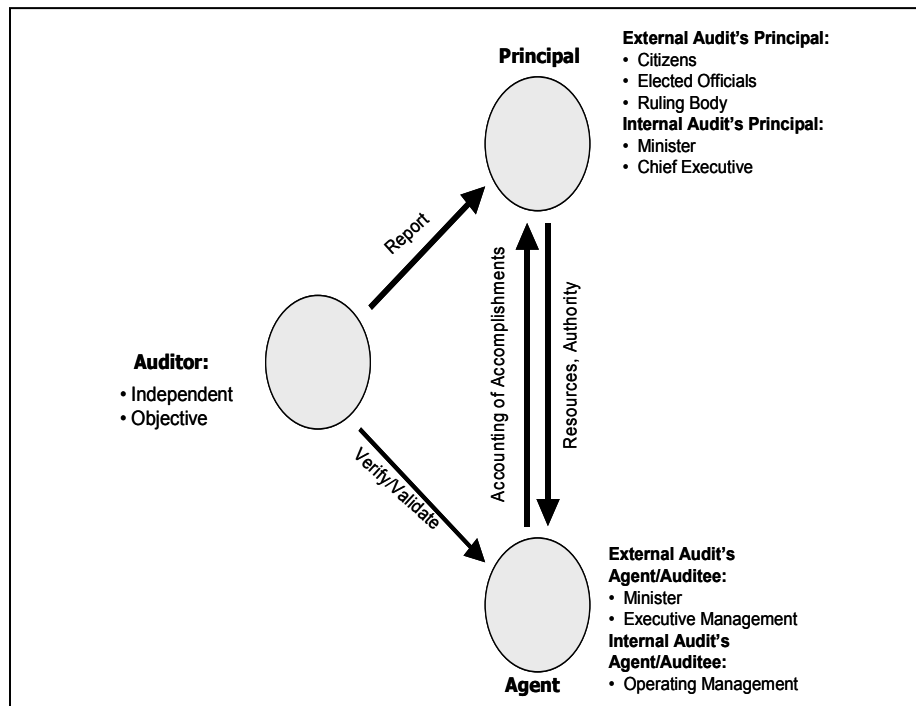 Principal
External Audit's Principal:
• Citizens
• Elected Officials
• Ruling Body
Internal Audit's Principal:
• Minister
• Chief Executive
Report
Accounting of Accomplishments
Resources, Authority
Auditor:
• Independent
• Objective
Verify/Validate
External Audit's
Agent/Auditee:
• Minister
• Executive Management
Internal Audit's
Agent/Auditee:
• Operating Management
Agent